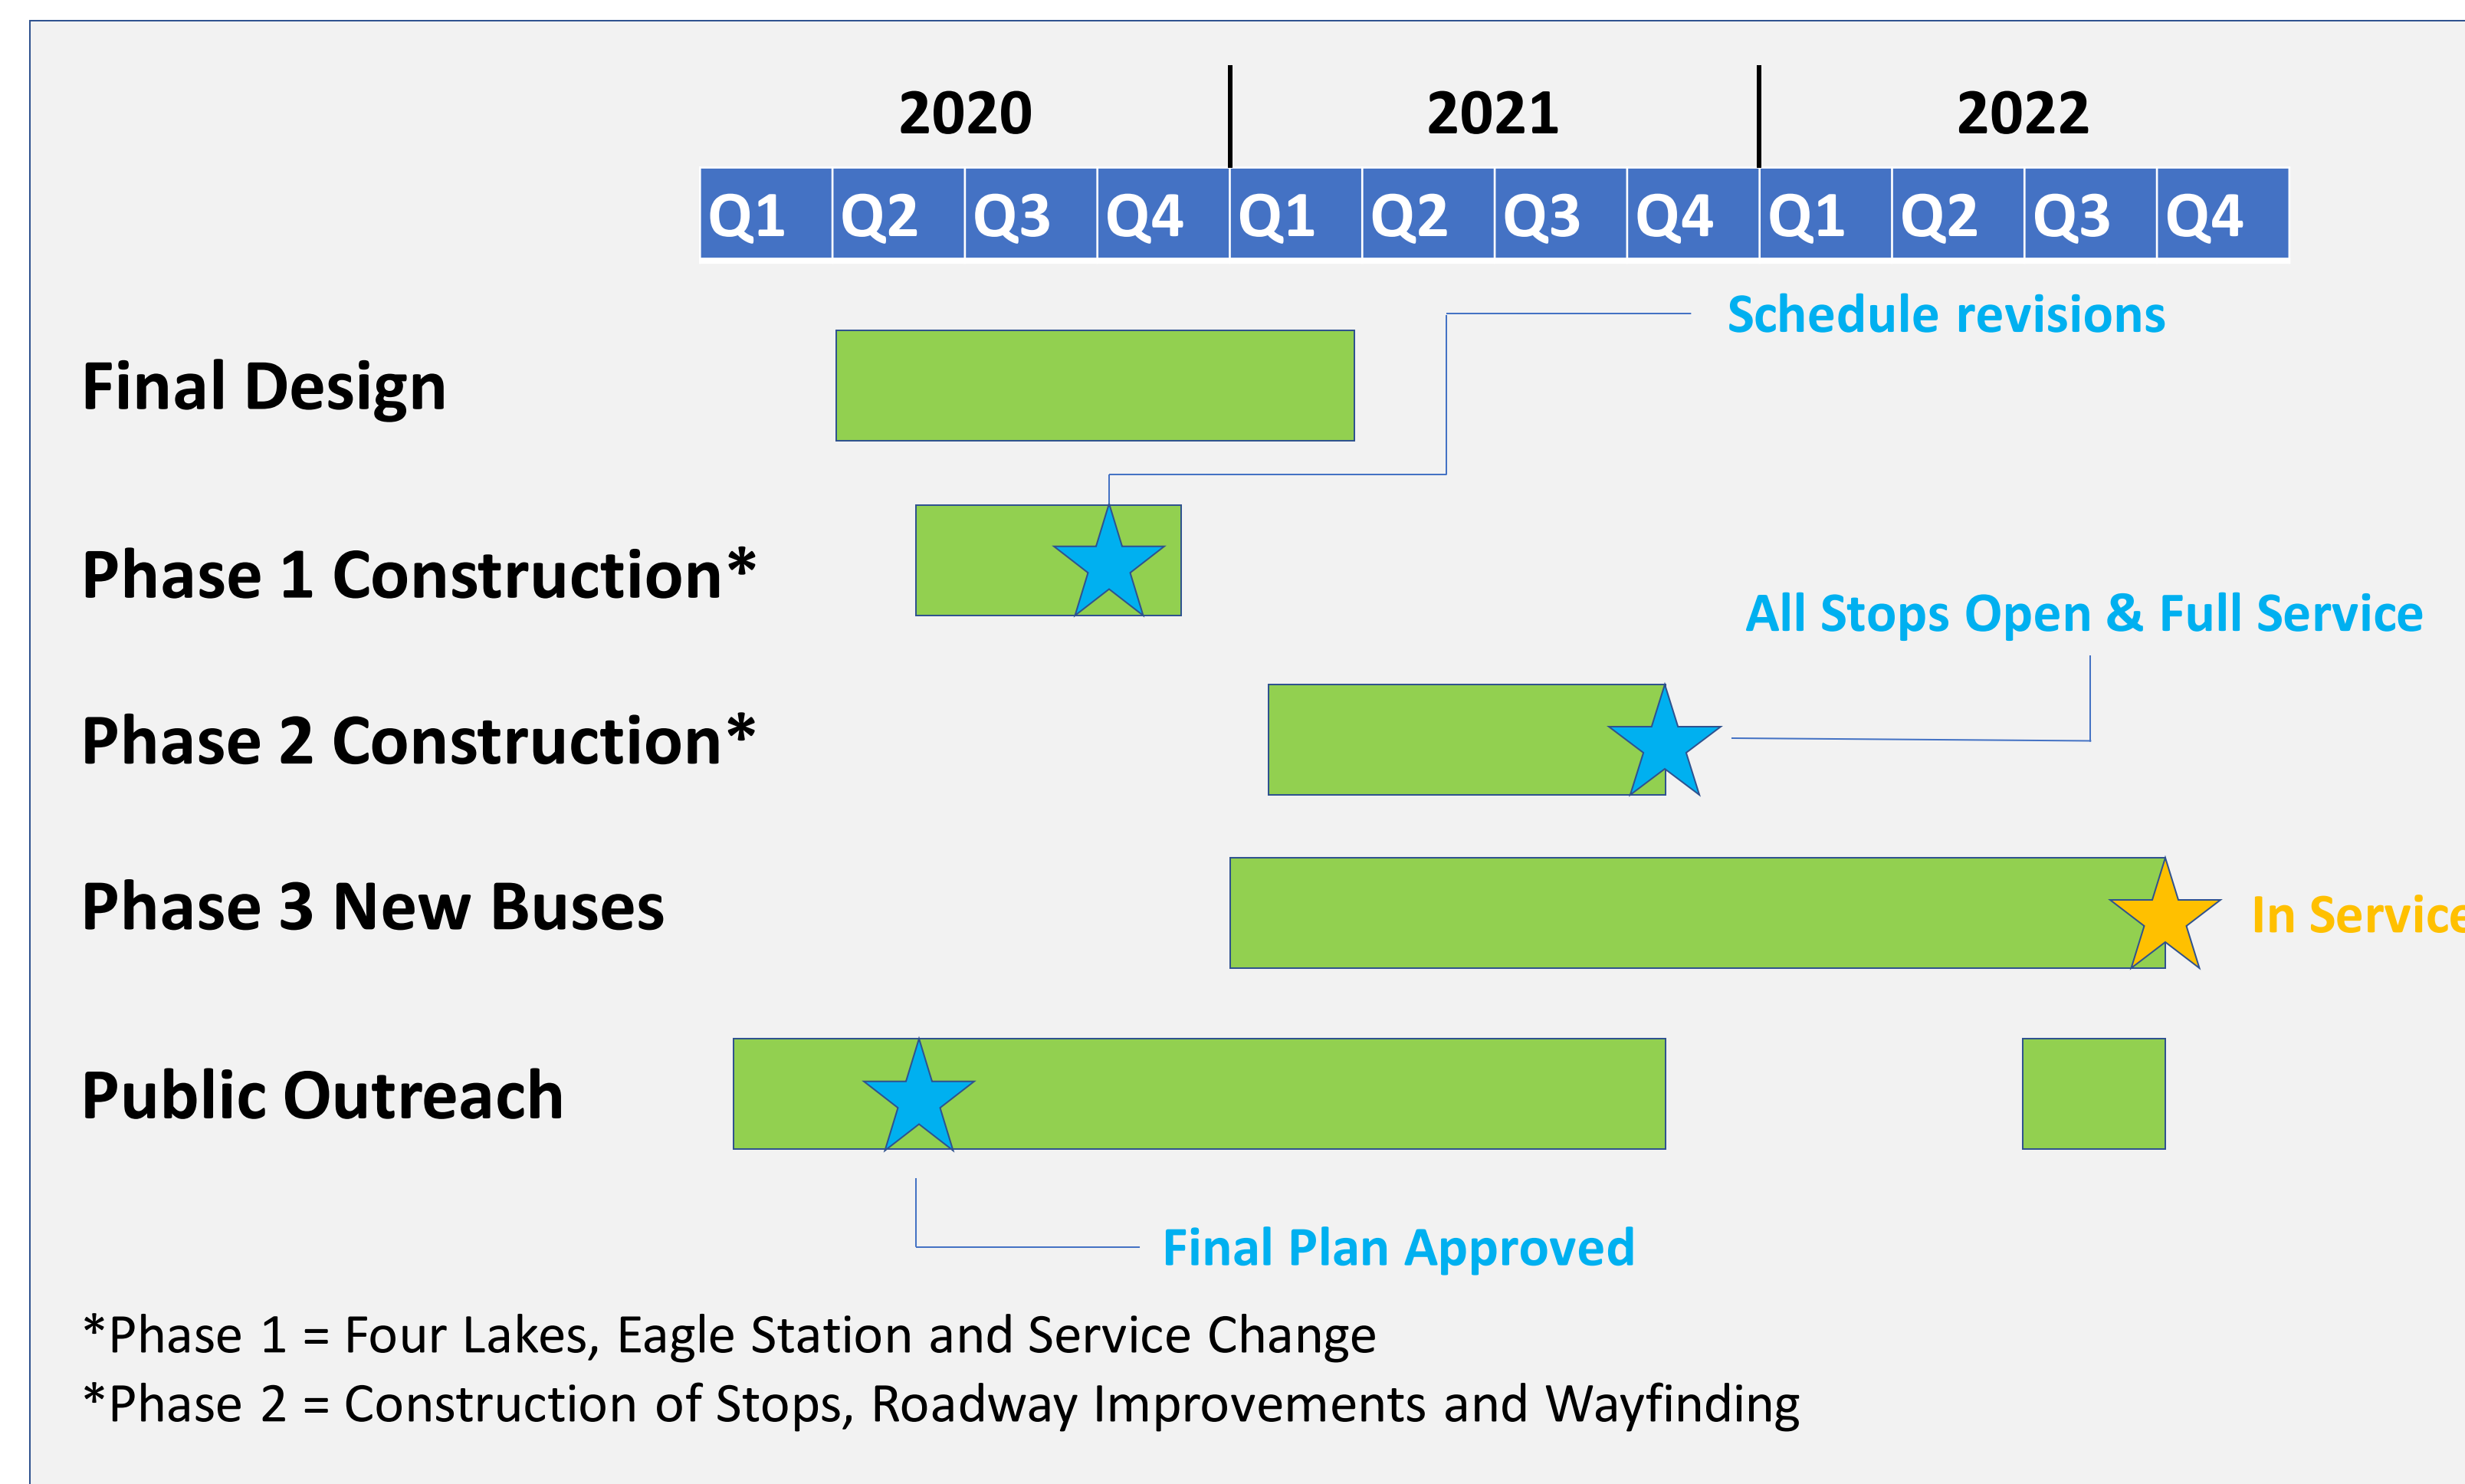 2020 2021 2022
Q1 Q2 Q3 Q4 Q1 Q2 Q3 Q4 Q1 Q2 Q3 Q4
Schedule revisions
Final Design
Phase 1 Construction*
All Stops Open & Full Service
Phase 2 Construction*
Phase 3 New Buses
In Service
Public Outreach
Final Plan Approved
*Phase 1 = Four Lakes, Eagle Station and Service Change
*Phase 2 = Construction of Stops, Roadway Improvements and Wayfinding